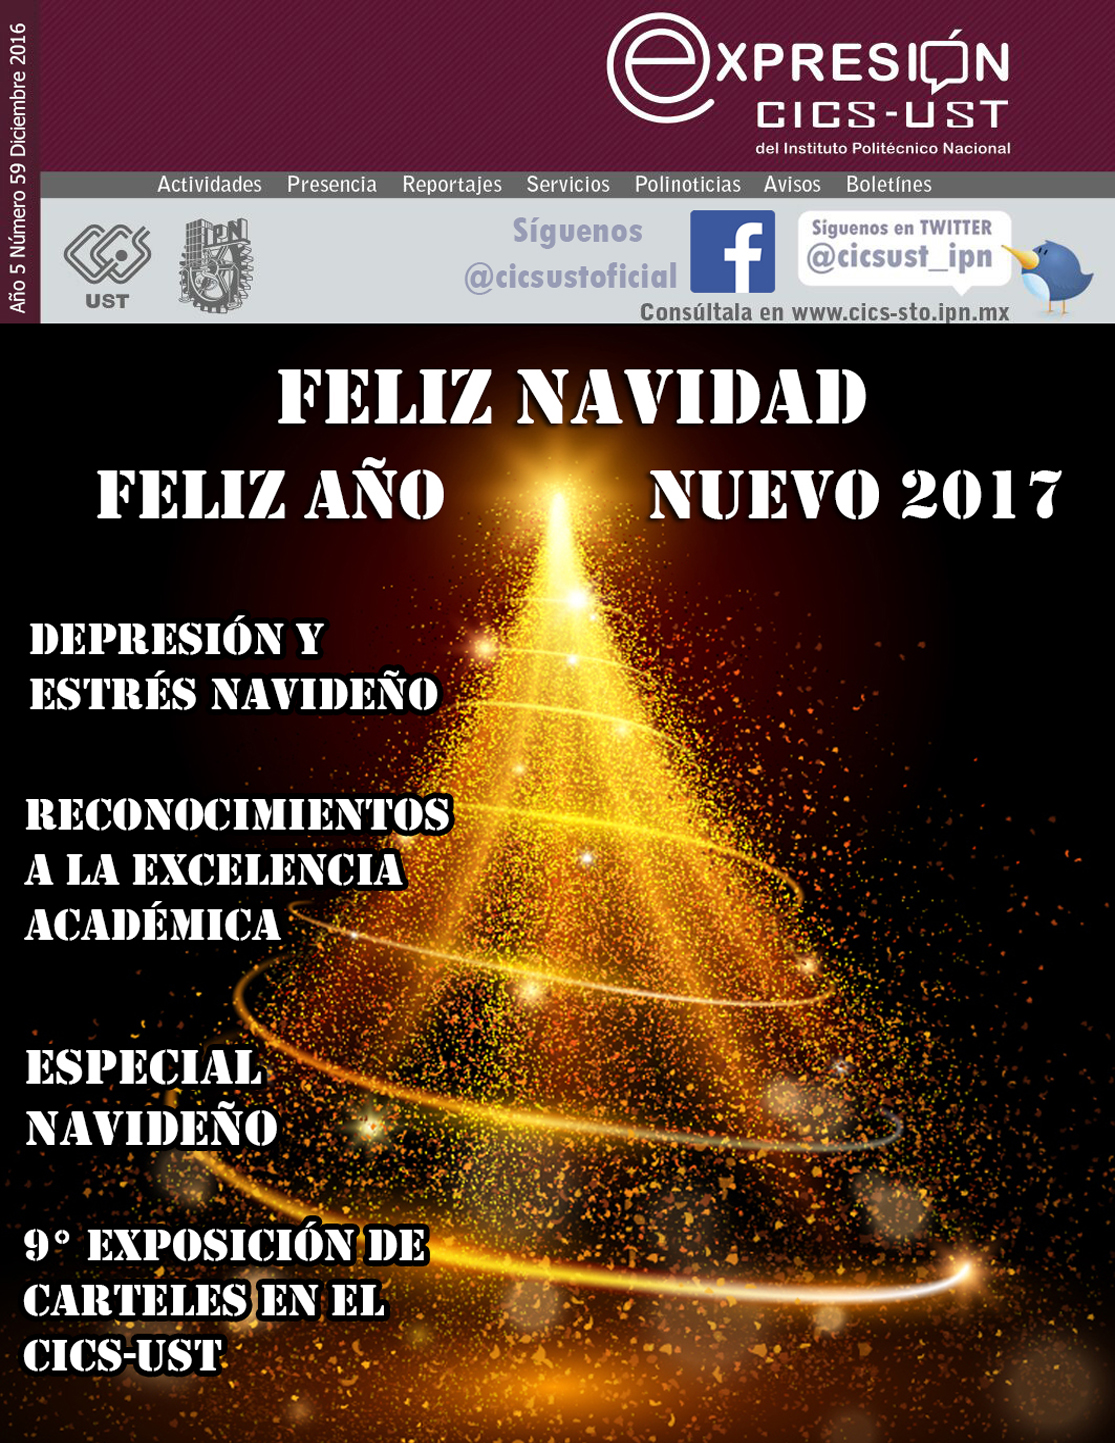 Año 5 Número 59 Diciembre 2016
eXPRESIÓN
CICS-UST
del Instituto Politécnico Nacional
Actividades Presencia Reportajes Servicios Polinoticias Avisos Boletínes
CICS
UST
IPN
Síguenos
@cicsustoficial
f
Síguenos en TWITTER
@cicsust_ipn
Consúltala en www.cics-sto.ipn.mx
FELIZ NAVIDAD
FELIZ AÑO NUEVO 2017
DEPRESIÓN Y
ESTRÉS NAVIDEÑO
RECONOCIMIENTOS
A LA EXCELENCIA
ACADÉMICA
ESPECIAL
NAVIDEÑO
9° EXPOSICIÓN DE
CARTELES EN EL
CICS-UST